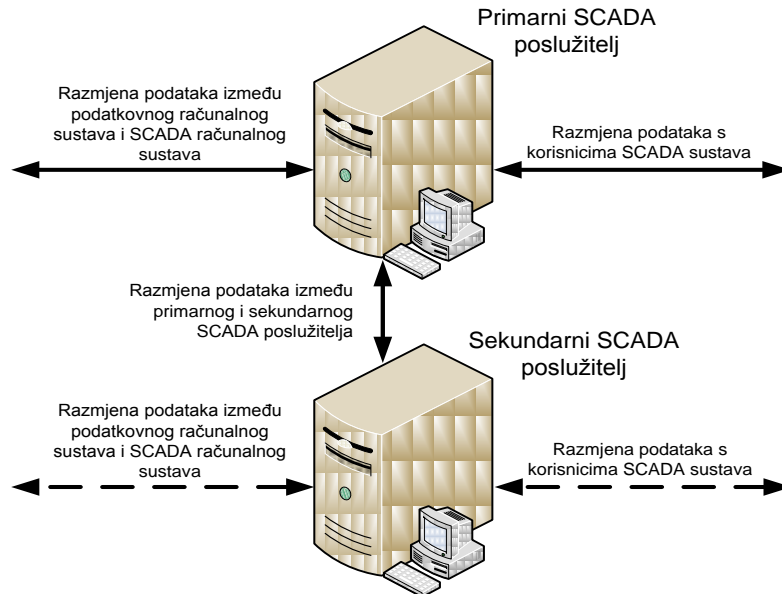 Primarni SCADA
poslužitelj
Razmjena podataka između
podatkovnog računalnog
sustava i SCADA računalnog
sustava
Razmjena podataka s
korisnicima SCADA sustava
Razmjena podataka između
primarnog i sekundarnog
SCADA poslužitelja
Sekundarni SCADA
poslužitelj
Razmjena podataka između
podatkovnog računalnog
sustava i SCADA računalnog
sustava
Razmjena podataka s
korisnicima SCADA sustava